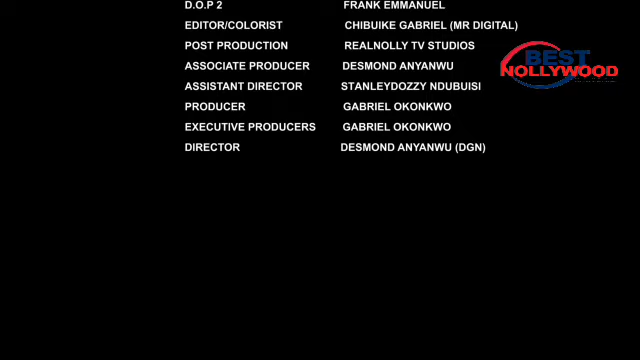 D.O.P 2 FRANK EMMANUEL
EDITOR/COLORIST CHIBUIKE GABRIEL (MR DIGITAL)
POST PRODUCTION REALNOLLY TV STUDIOS
ASSOCIATE PRODUCER DESMOND ANYANWU
ASSISTANT DIRECTOR STANLEYDOZZY NDUBUISI
PRODUCER GABRIEL OKONKWO
EXECUTIVE PRODUCERS GABRIEL OKONKWO
DIRECTOR DESMOND ANYANWU (DGN)
BEST
NOLLYWOOD